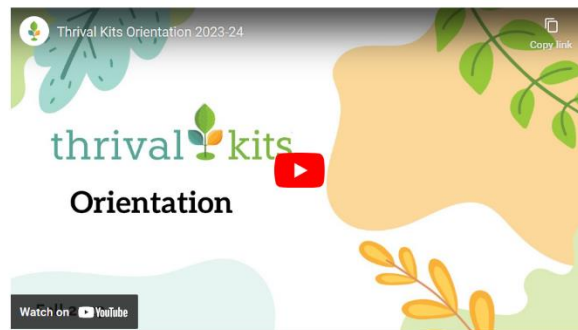 Thrival Kits Orientation 2023-24
Copy link
thrival kits
Orientation
Watch on YouTube